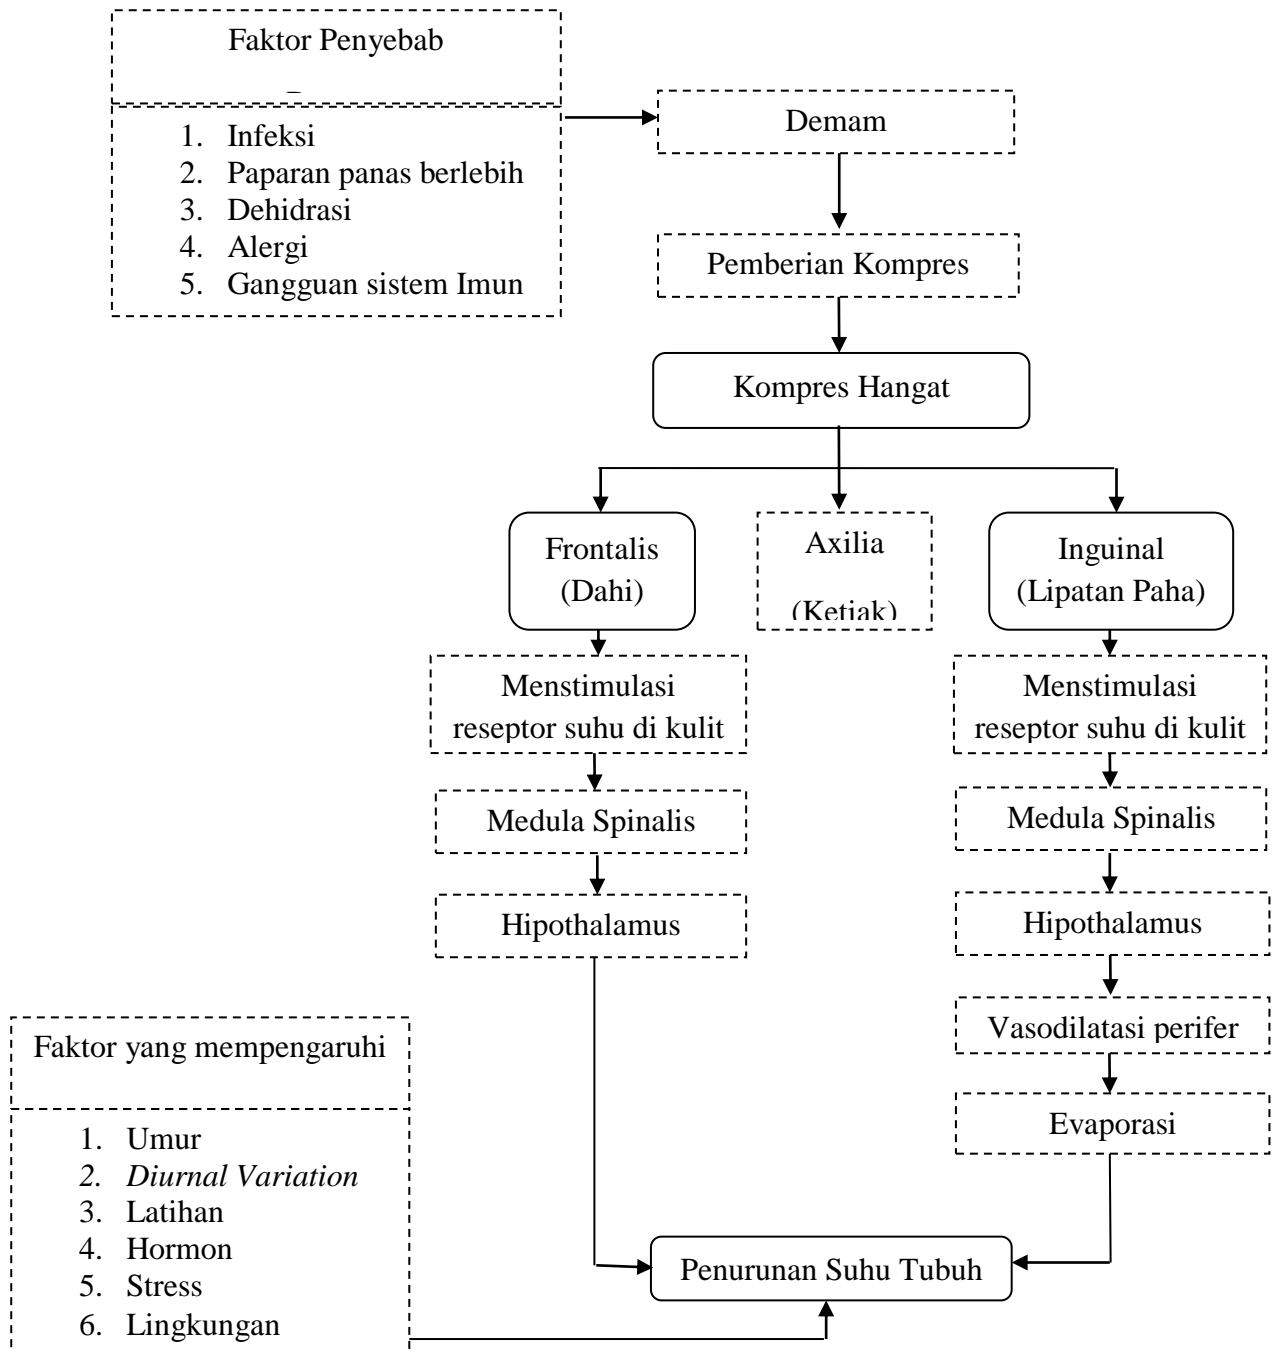 Faktor Penyebab
1. Infeksi
2. Paparan panas berlebih
3. Dehidrasi
4. Alergi
5. Gangguan sistem Imun
Demam
Pemberian Kompres
Kompres Hangat
Frontalis
(Dahi)
Axilia
(Ketiak)
Inguinal
(Lipatan Paha)
Menstimulasi
reseptor suhu di kulit
Medula Spinalis
Hipothalamus
Menstimulasi
reseptor suhu di kulit
Medula Spinalis
Hipothalamus
Vasodilatasi perifer
Evaporasi
Faktor yang mempengaruhi
1. Umur
2. Diurnal Variation
3. Latihan
4. Hormon
5. Stress
6. Lingkungan
Penurunan Suhu Tubuh